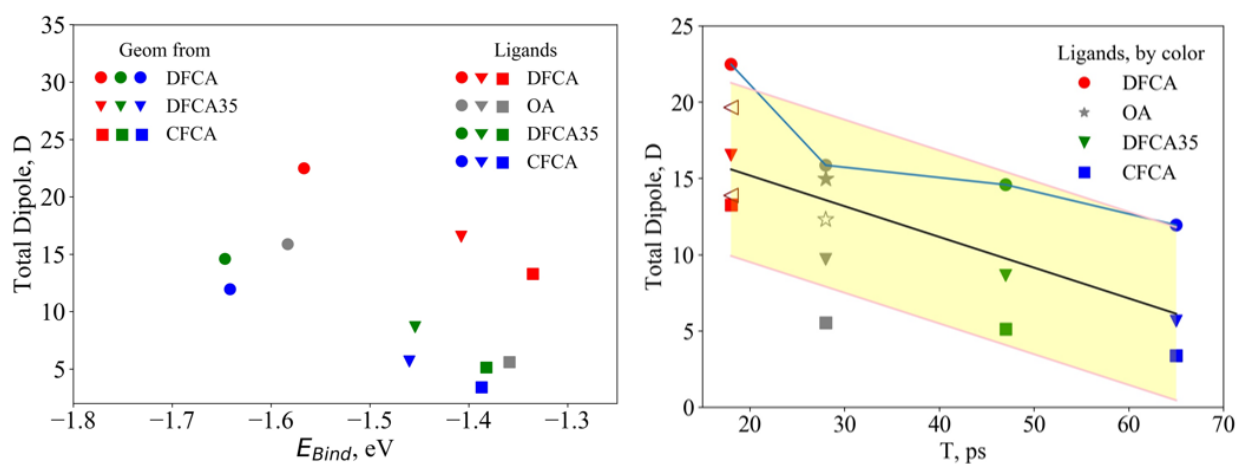 35
30
25
20
15
10
5
Total Dipole, D
Geom from
DFCA
DFCA35
CFCA
Ligands
DFCA
OA
DFCA35
CFCA
−1.8 −1.7 −1.6 −1.5 −1.4 −1.3
E_Bind, eV
25
20
15
10
5
0
Total Dipole, D
Ligands, by color
DFCA
OA
DFCA35
CFCA
20 30 40 50 60 70
T, ps